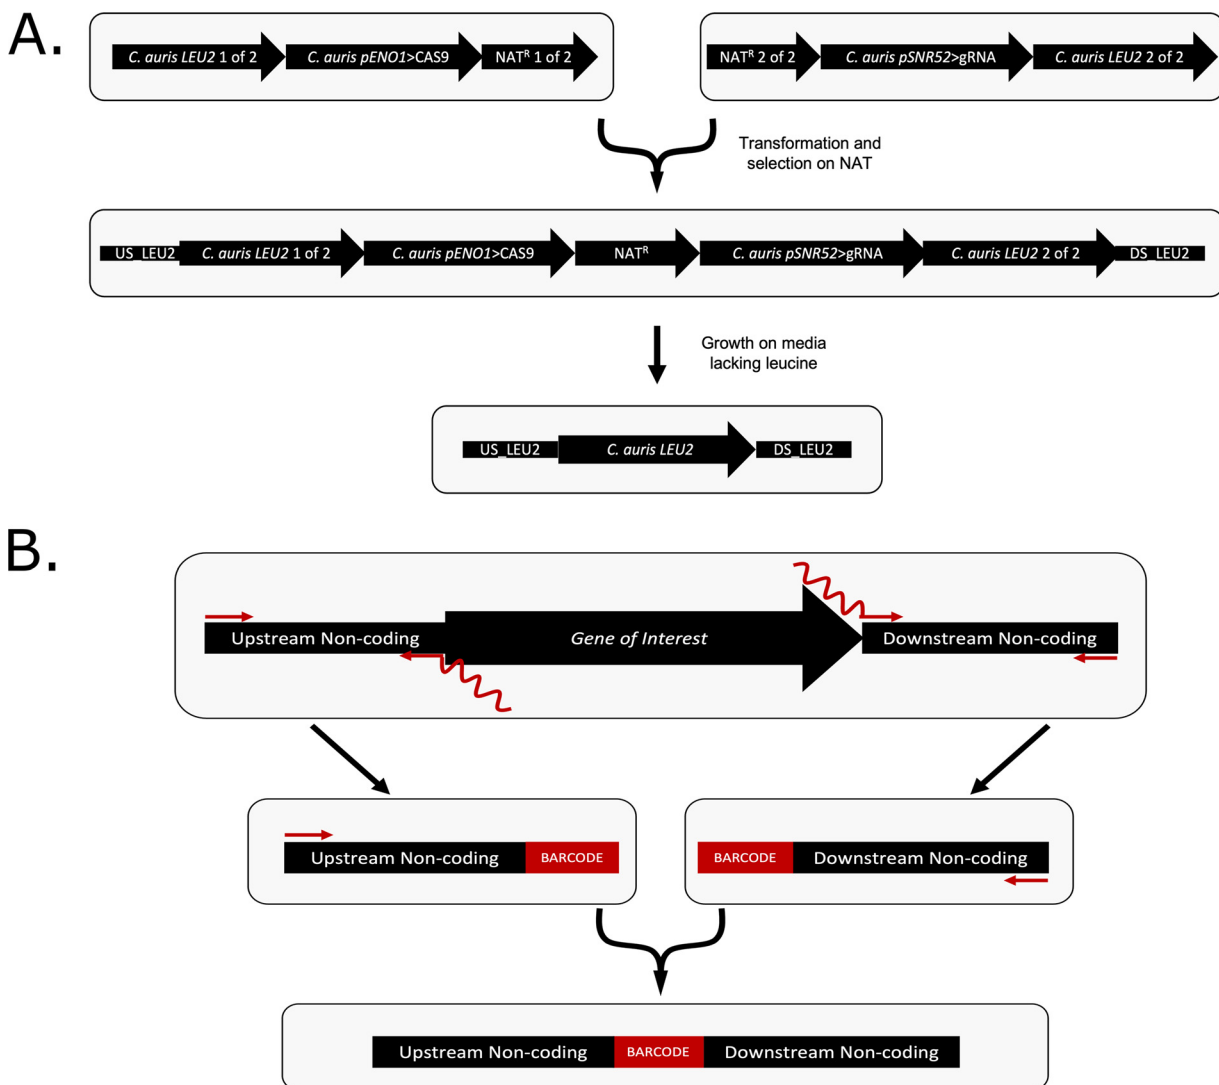 A.
C. auris LEU2 1 of 2
C. auris pENO1>CAS9
NATᴿ 1 of 2
NATᴿ 2 of 2
C. auris pSNR52>gRNA
C. auris LEU2 2 of 2
Transformation and
selection on NAT
US_LEU2
C. auris LEU2 1 of 2
C. auris pENO1>CAS9
NATᴿ
C. auris pSNR52>gRNA
C. auris LEU2 2 of 2
DS_LEU2
Growth on media
lacking leucine
US_LEU2
C. auris LEU2
DS_LEU2
B.
Upstream Non-coding
Gene of Interest
Downstream Non-coding
Upstream Non-coding
BARCODE
BARCODE
Downstream Non-coding
Upstream Non-coding
BARCODE
Downstream Non-coding